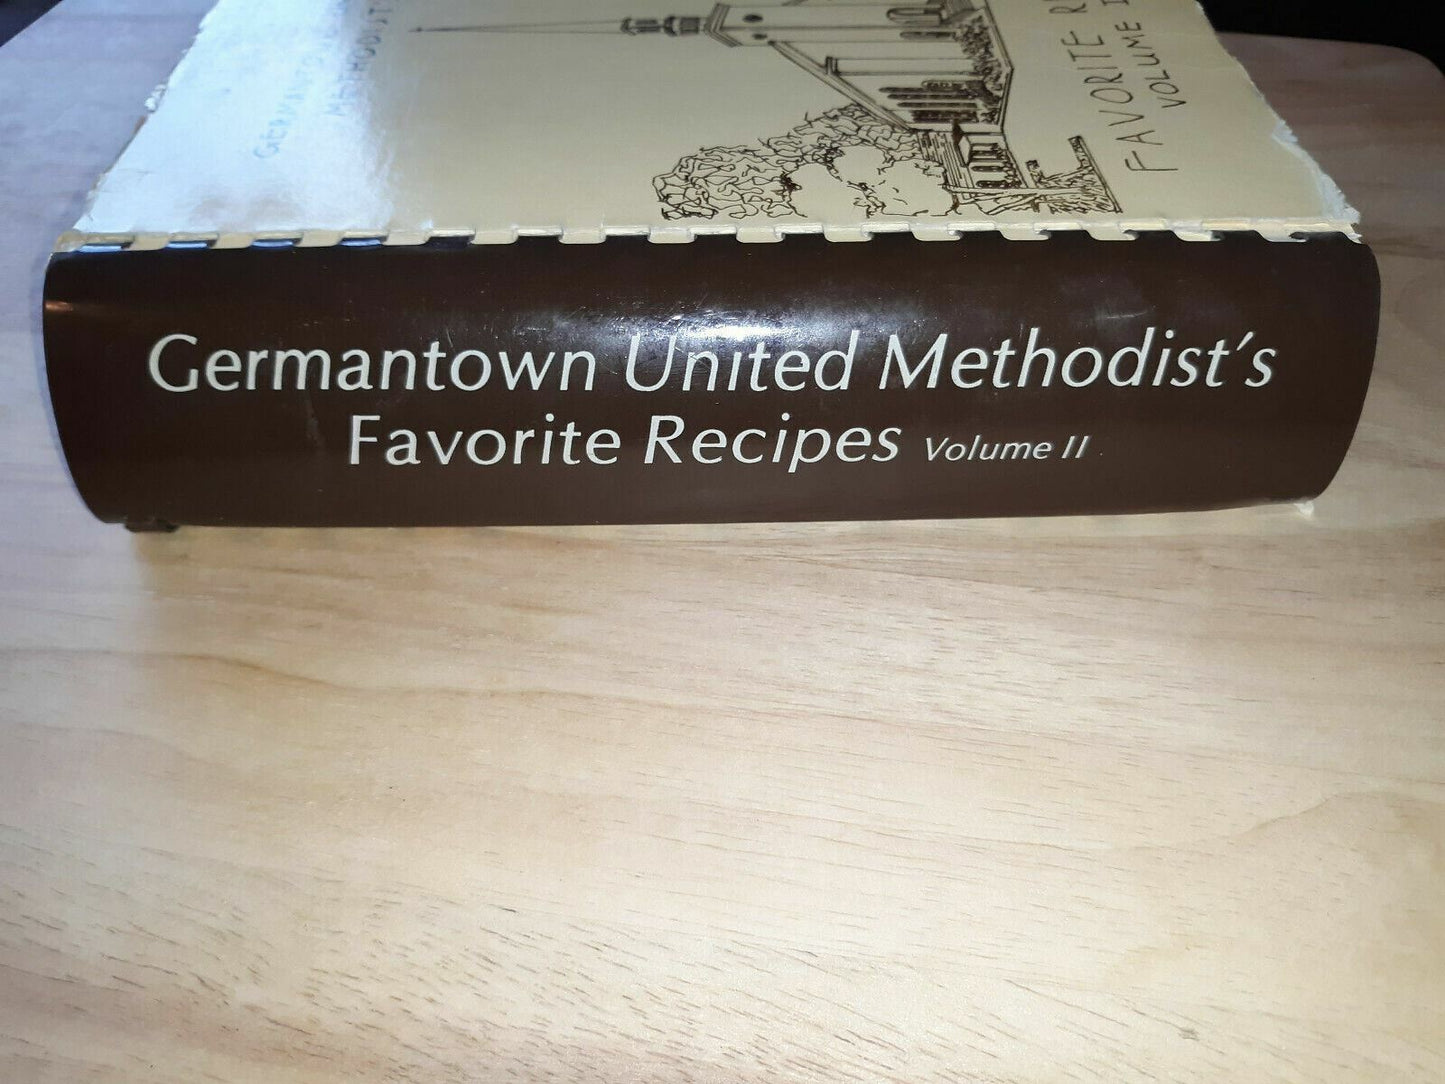 Germantown United Methodist's
Favorite Recipes Volume II
FAVORITE
VOLUME